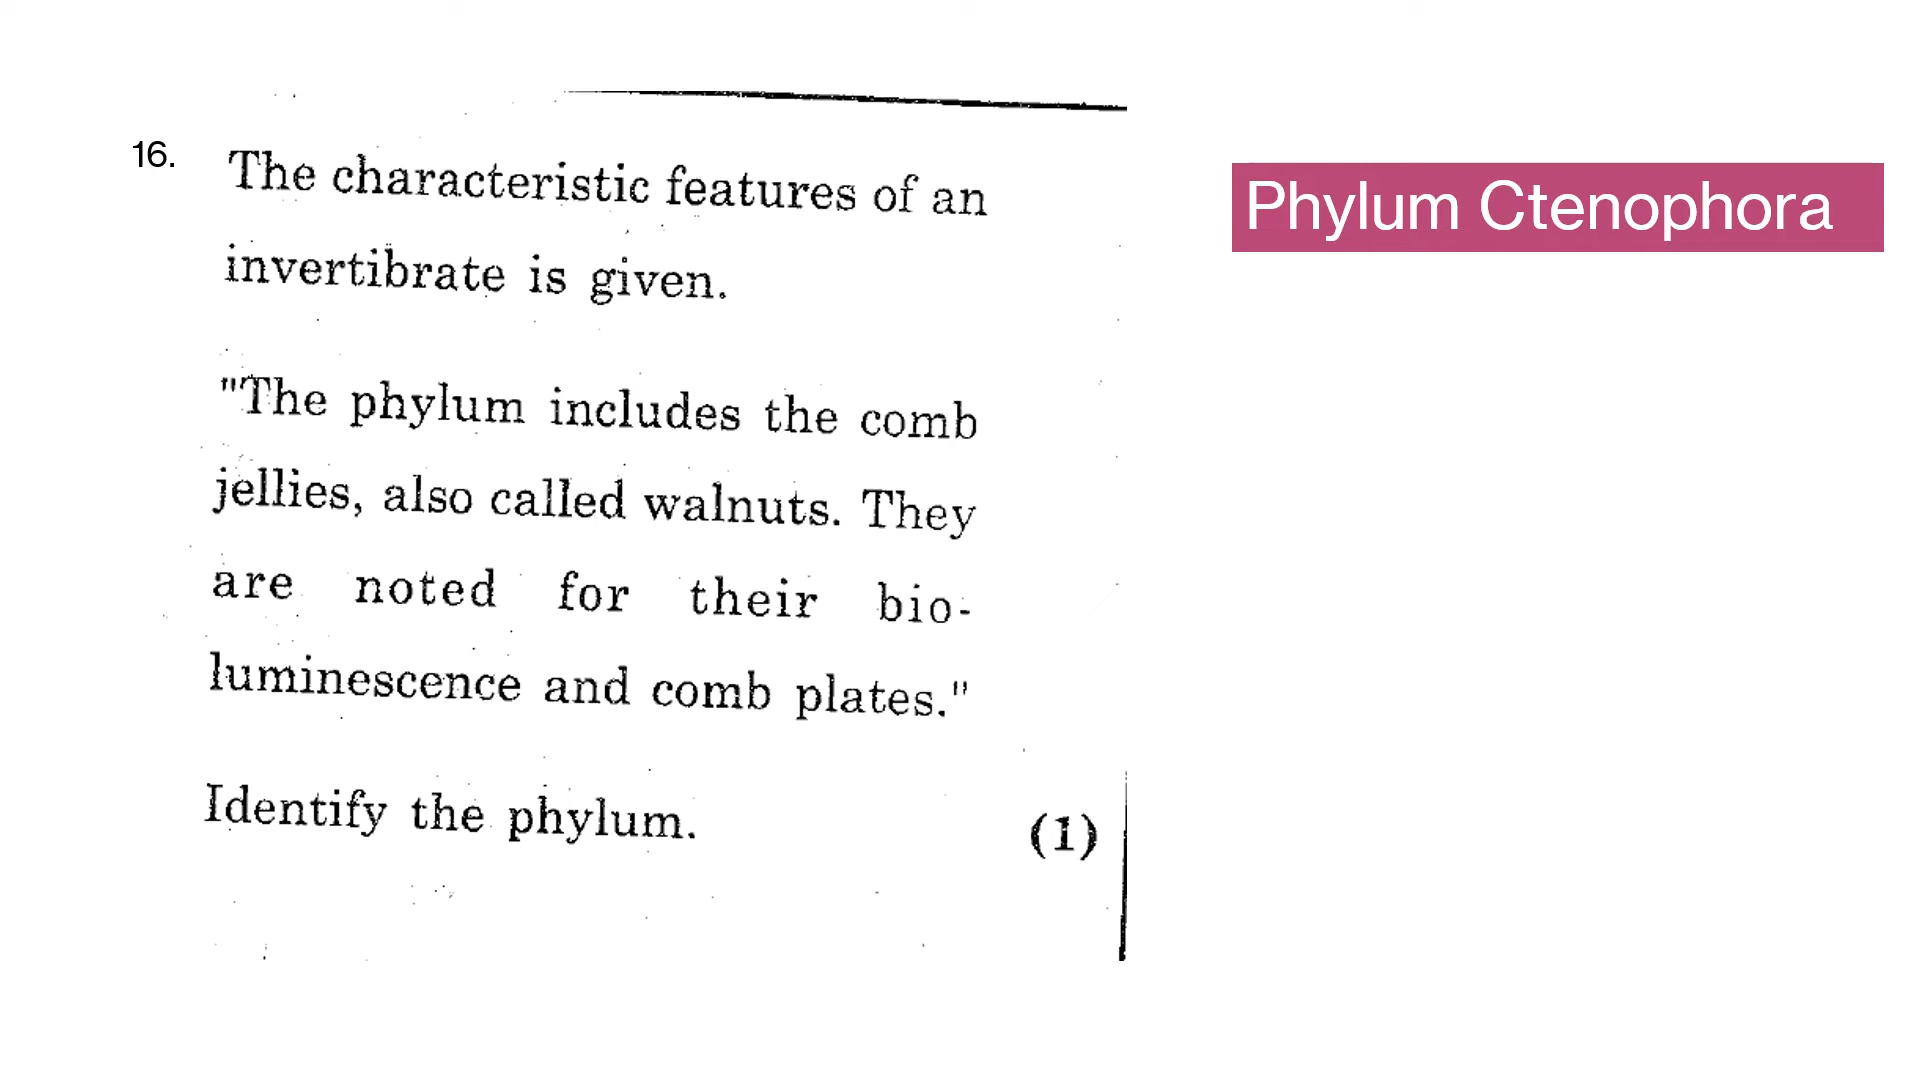 16.
The characteristic features of an
invertibrate is given.
"The phylum includes the comb
jellies, also called walnuts. They
are noted for their bio-
luminescence and comb plates."
Identify the phylum.
(1)
Phylum Ctenophora